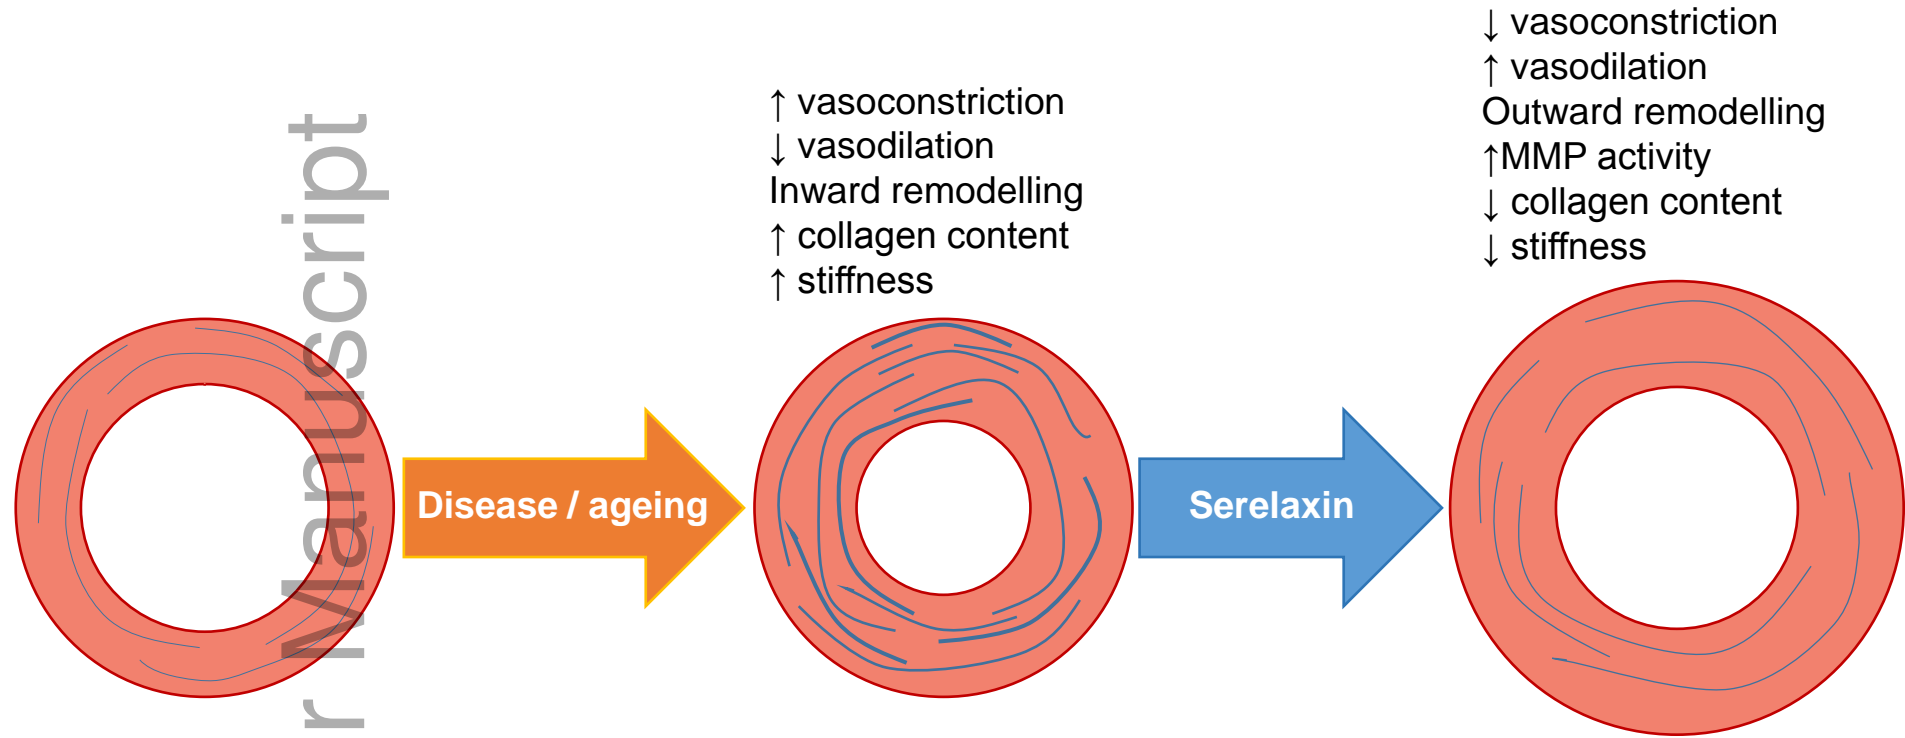 ↑ vasoconstriction
↓ vasodilation
Inward remodelling
↑ collagen content
↑ stiffness
↓ vasoconstriction
↑ vasodilation
Outward remodelling
↑MMP activity
↓ collagen content
↓ stiffness
Disease / ageing
Serelaxin
r Manuscript